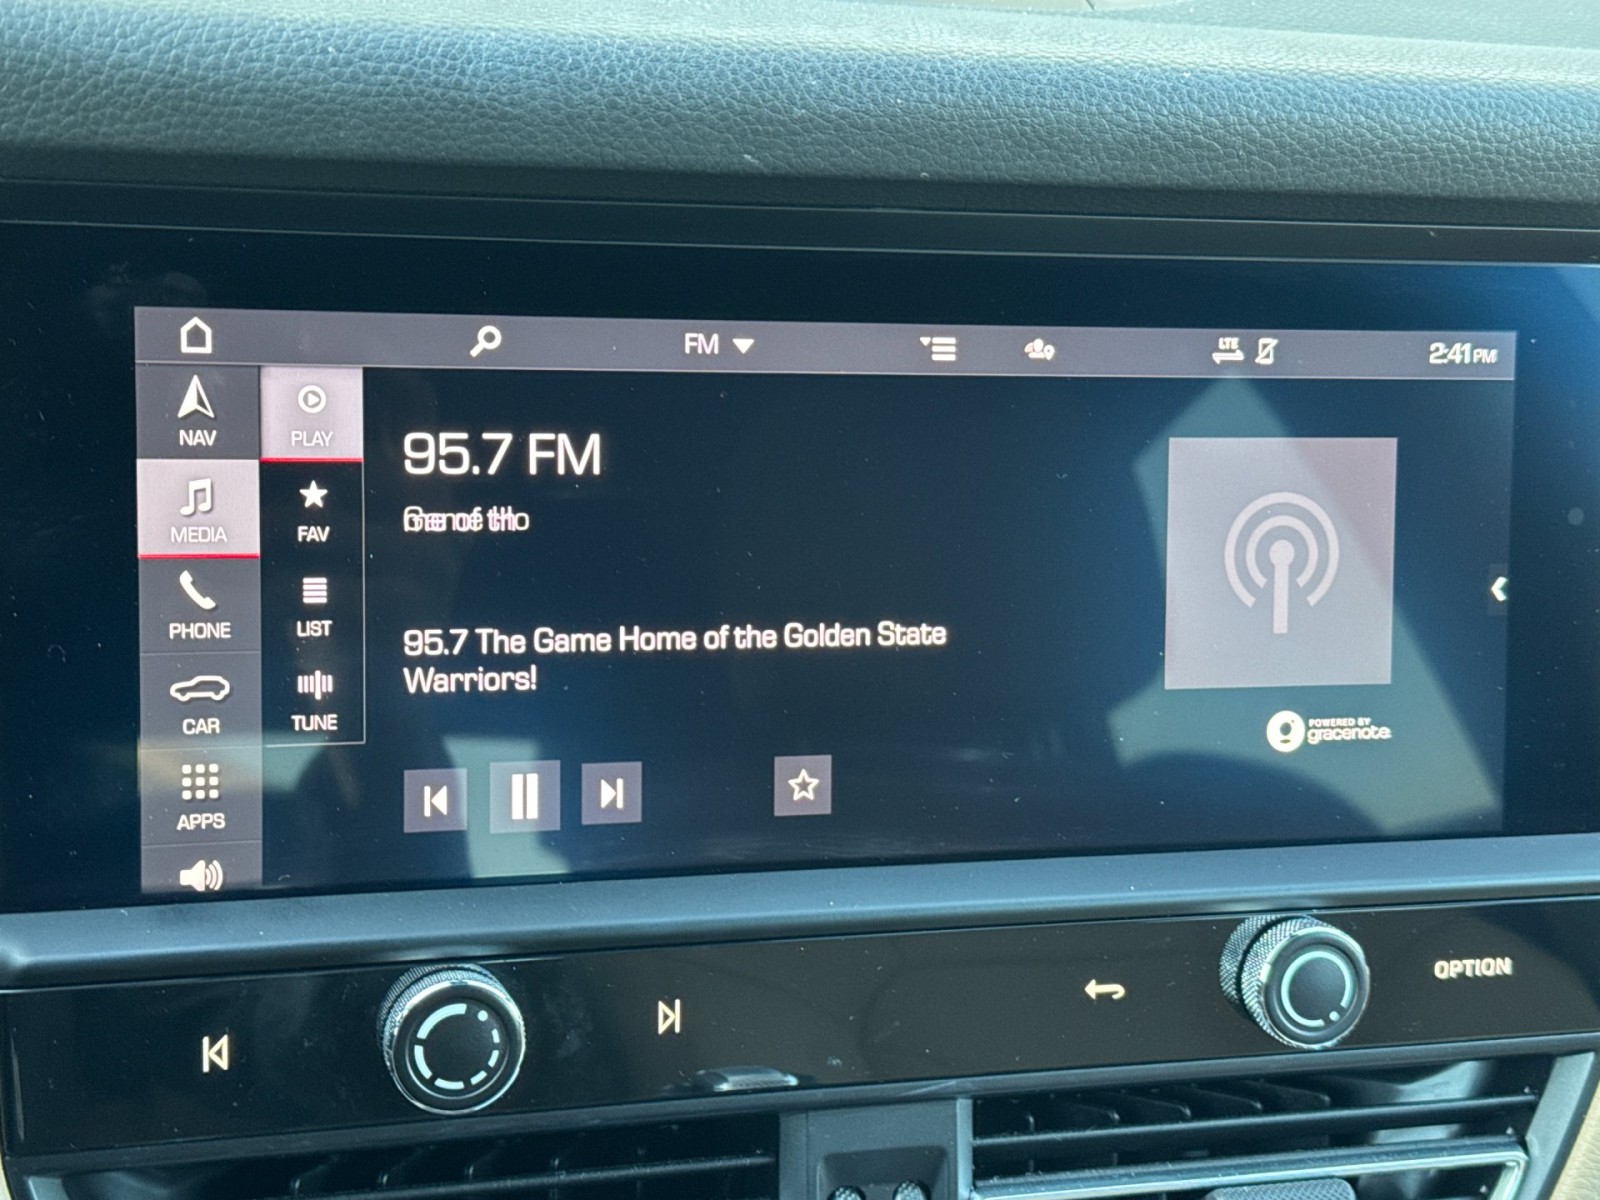 FM
LTE
2:41 PM
NAV
PLAY
95.7 FM
MEDIA
FAV
PHONE
LIST
95.7 The Game Home of the Golden State
Warriors!
CAR
TUNE
POWERED BY
gracenote
APPS
OPTION